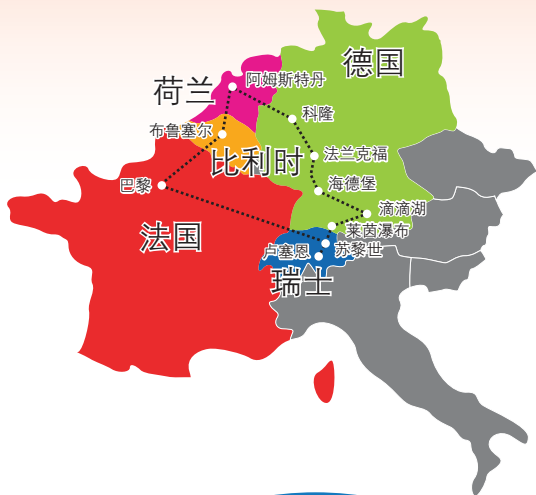 德国
阿姆斯特丹
荷兰
科隆
布鲁塞尔
法兰克福
比利时
巴黎
海德堡
滴滴湖
莱茵瀑布
法国
苏黎世
卢塞恩
瑞士